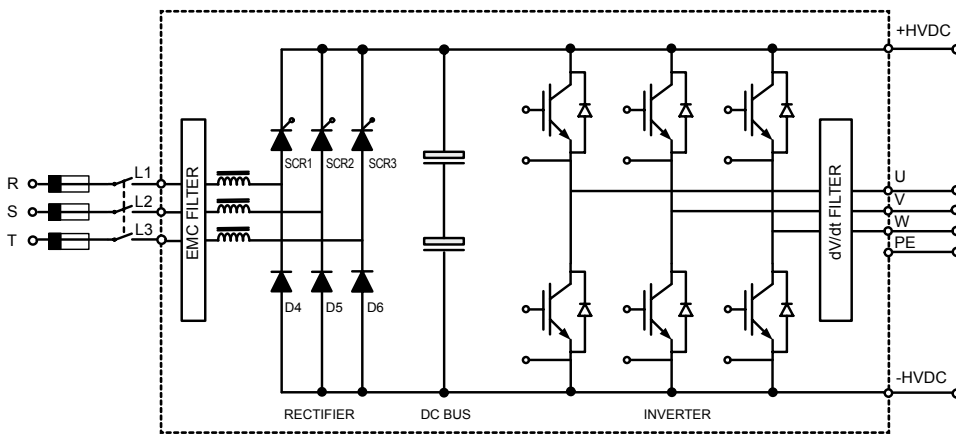 +HVDC
SCR1
SCR2
SCR3
R
S
T
L1
L2
L3
EMC FILTER
dV/dt FILTER
U
V
W
PE
D4
D5
D6
-HVDC
RECTIFIER
DC BUS
INVERTER